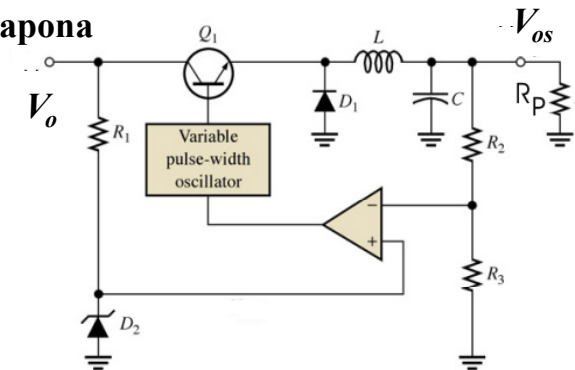 apona
V_os
Q1
L
V_o
R1
D1
C
R_P
Variable
pulse-width
oscillator
R2
−
+
R3
D2